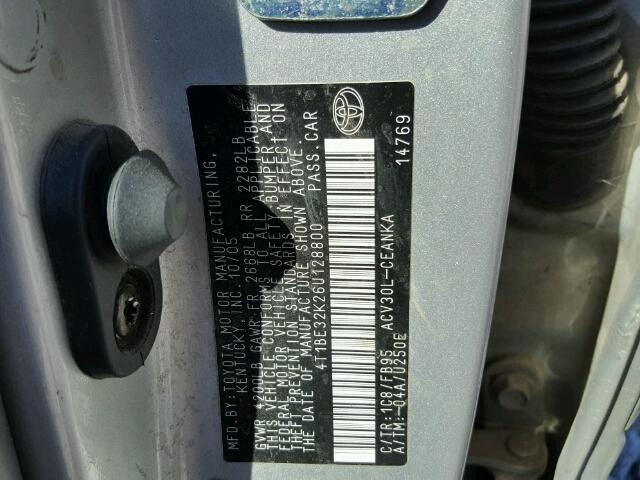 MFD. BY: TOYOTA MOTOR MANUFACTURING,
KENTUCKY, INC. 10/05
GVWR 4200LB GAWR: FR 2668LB RR 2282LB
THIS VEHICLE CONFORMS TO ALL APPLICABLE
FEDERAL MOTOR VEHICLE SAFETY, BUMPER AND
THEFT PREVENTION STANDARDS IN EFFECT ON
THE DATE OF MANUFACTURE SHOWN ABOVE.
4T1BE32K26U128800 PASS. CAR
C/TR: 1C8/FB95 ACV30L-CEANKA
A/TM: -04A/U250E 14769